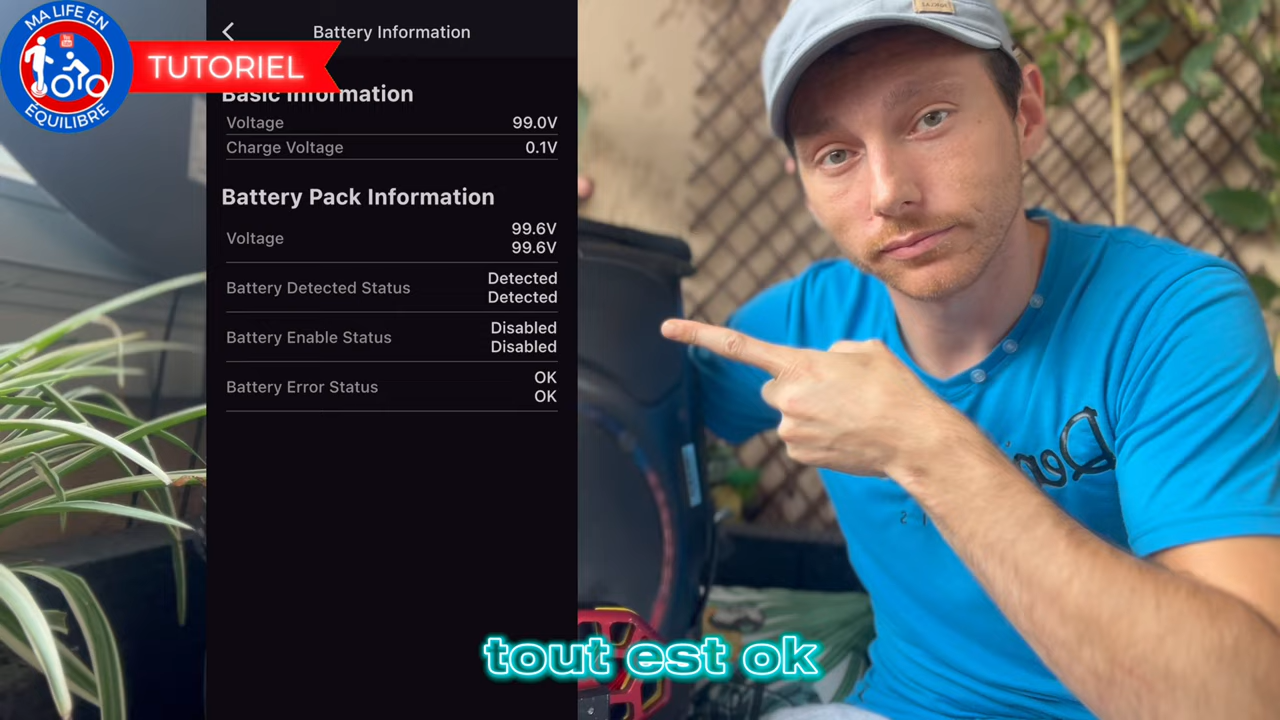 MA LIFE EN
ÉQUILIBRE
TUTORIEL
Battery Information
Basic Information
Voltage 99.0V
Charge Voltage 0.1V
Battery Pack Information
Voltage 99.6V
99.6V
Battery Detected Status Detected
Detected
Battery Enable Status Disabled
Disabled
Battery Error Status OK
OK
tout est ok